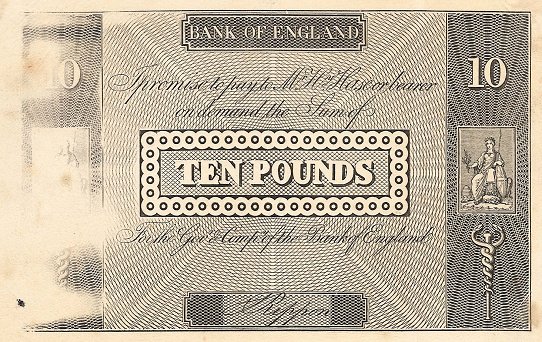 BANK OF ENGLAND
10
10
I promise to pay to Mr. Hse or bearer
on demand the Sum of
TEN POUNDS
For the Govr. & Compa. of the Bank of England